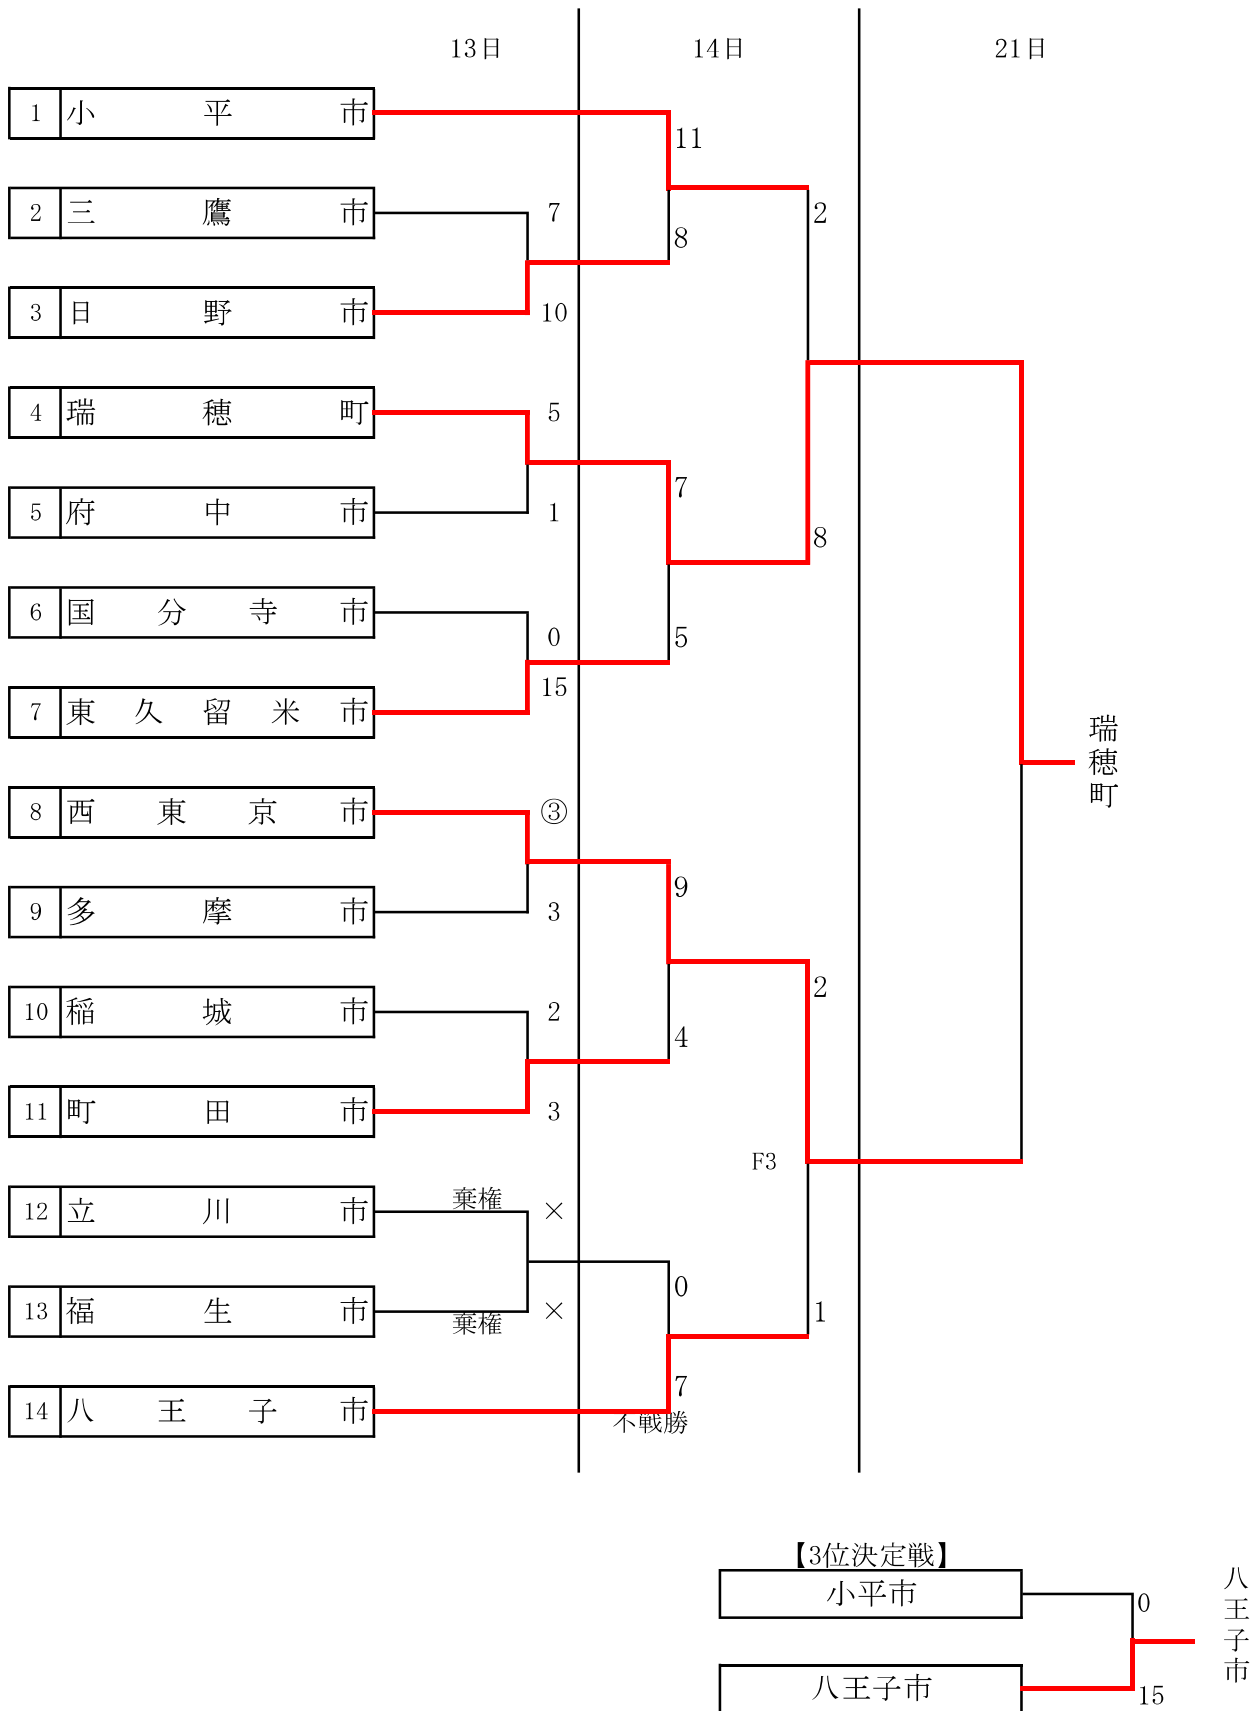 13日 14日 21日
1 小平市
11
2 三鷹市 7
2
8
3 日野市 10
4 瑞穂町 5
7
5 府中市 1
8
6 国分寺市
0
5
15
7 東久留米市
瑞穂町
8 西東京市 ③
9
9 多摩市 3
2
10 稲城市 2
4
11 町田市 3
F3
棄権
12 立川市 ×
0
13 福生市 ×
1
棄権
7
14 八王子市
不戦勝
【3位決定戦】
小平市
0
八王子市
八王子市
15